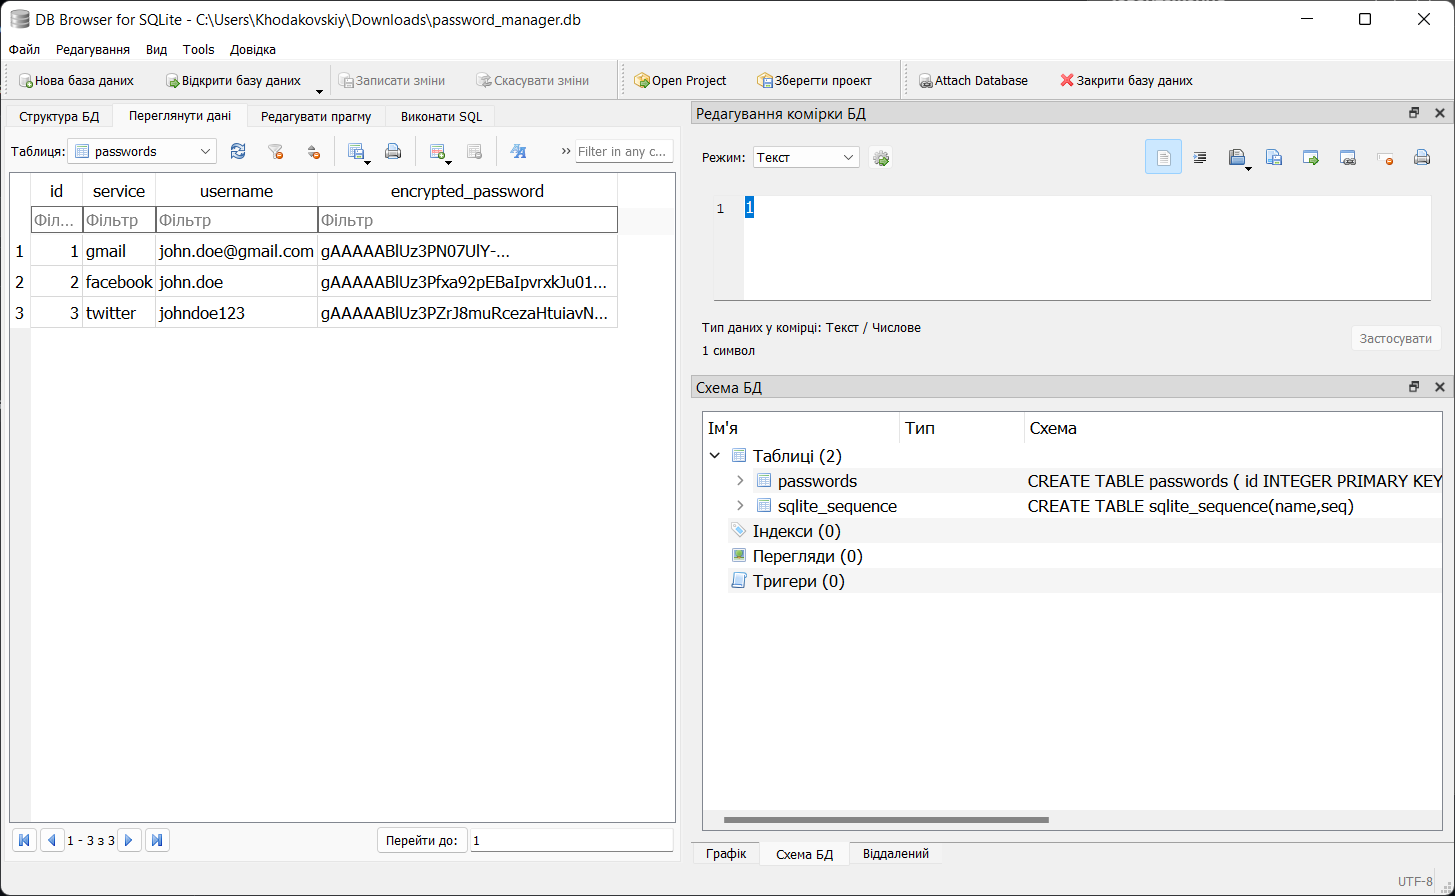 DB Browser for SQLite - C:\Users\Khodakovskiy\Downloads\password_manager.db
Файл Редагування Вид Tools Довідка
Нова база даних Відкрити базу даних Записати зміни Скасувати зміни Open Project Зберегти проект Attach Database Закрити базу даних
Структура БД Переглянути дані Редагувати прагму Виконати SQL
Таблиця: passwords Filter in any c...
id service username encrypted_password
Філ... Фільтр Фільтр Фільтр
1 1 gmail john.doe@gmail.com gAAAAABlUz3PN07UlY-...
2 2 facebook john.doe gAAAAABlUz3Pfxa92pEBaIpvrxkJu01...
3 3 twitter johndoe123 gAAAAABlUz3PZrJ8muRcezaHtuiavN...
1 - 3 з 3 Перейти до: 1
Редагування комірки БД
Режим: Текст
1 1
Тип даних у комірці: Текст / Числове
1 символ
Застосувати
Схема БД
Ім'я Тип Схема
Таблиці (2)
passwords CREATE TABLE passwords ( id INTEGER PRIMARY KEY
sqlite_sequence CREATE TABLE sqlite_sequence(name,seq)
Індекси (0)
Перегляди (0)
Тригери (0)
Графік Схема БД Віддалений
UTF-8